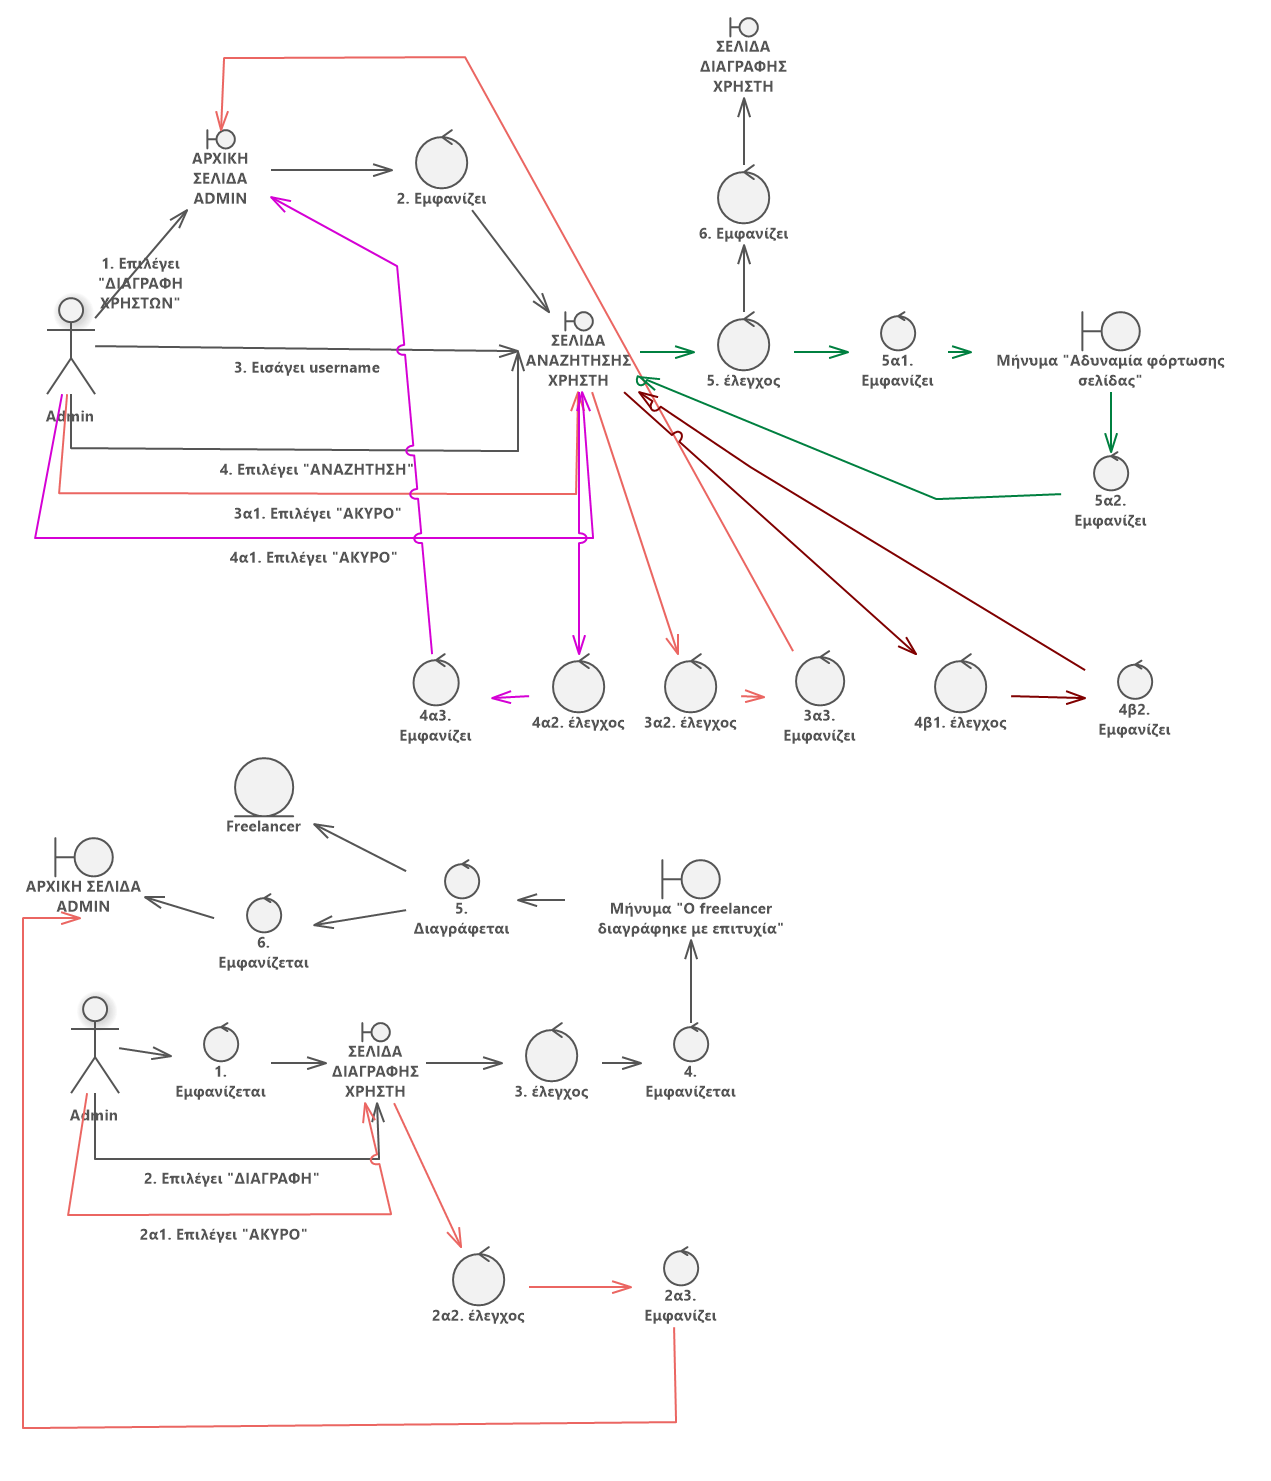 ΣΕΛΙΔΑ
ΔΙΑΓΡΑΦΗΣ
ΧΡΗΣΤΗ
ΑΡΧΙΚΗ
ΣΕΛΙΔΑ
ADMIN
2. Εμφανίζει
6. Εμφανίζει
1. Επιλέγει
"ΔΙΑΓΡΑΦΗ
ΧΡΗΣΤΩΝ"
3. Εισάγει username
ΣΕΛΙΔΑ
ΑΝΑΖΗΤΗΣΗΣ
ΧΡΗΣΤΗ
5. έλεγχος
5α1.
Εμφανίζει
Μήνυμα "Αδυναμία φόρτωσης
σελίδας"
Admin
4. Επιλέγει "ΑΝΑΖΗΤΗΣΗ"
3α1. Επιλέγει "ΑΚΥΡΟ"
4α1. Επιλέγει "ΑΚΥΡΟ"
5α2.
Εμφανίζει
4α3.
Εμφανίζει
4α2. έλεγχος
3α2. έλεγχος
3α3.
Εμφανίζει
4β1. έλεγχος
4β2.
Εμφανίζει
Freelancer
ΑΡΧΙΚΗ ΣΕΛΙΔΑ
ADMIN
6.
Εμφανίζεται
5.
Διαγράφεται
Μήνυμα "Ο freelancer
διαγράφηκε με επιτυχία"
Admin
1.
Εμφανίζεται
ΣΕΛΙΔΑ
ΔΙΑΓΡΑΦΗΣ
ΧΡΗΣΤΗ
3. έλεγχος
4.
Εμφανίζεται
2. Επιλέγει "ΔΙΑΓΡΑΦΗ"
2α1. Επιλέγει "ΑΚΥΡΟ"
2α2. έλεγχος
2α3.
Εμφανίζει